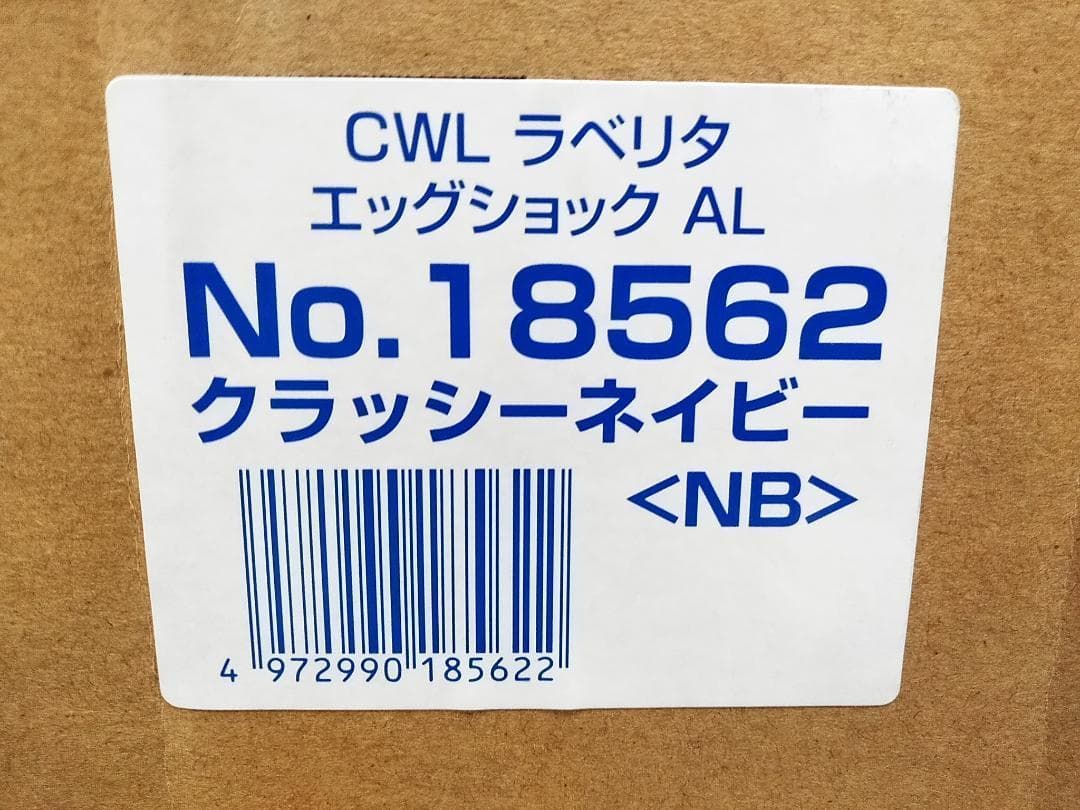 CWL ラベリタ
エッグショック AL
No.18562
クラッシーネイビー
<NB>
4 972990 185622